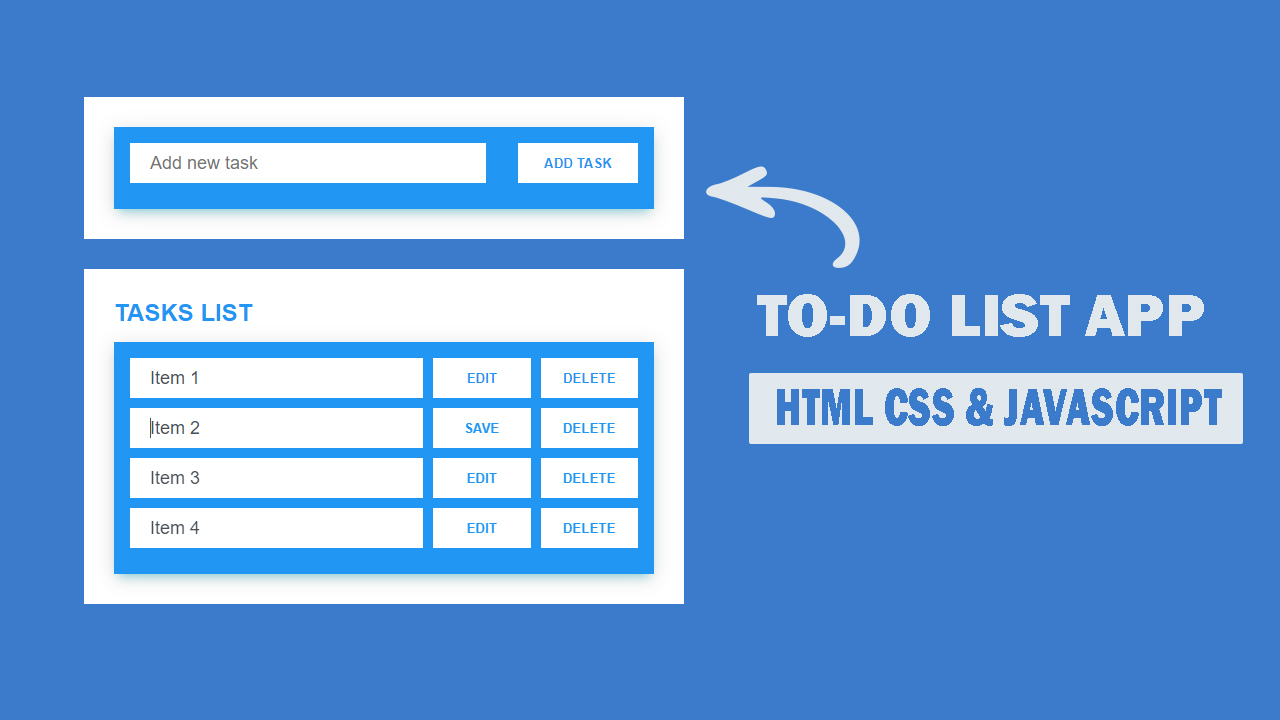 Add new task ADD TASK
TASKS LIST
Item 1 EDIT DELETE
Item 2 SAVE DELETE
Item 3 EDIT DELETE
Item 4 EDIT DELETE
TO-DO LIST APP
HTML CSS & JAVASCRIPT